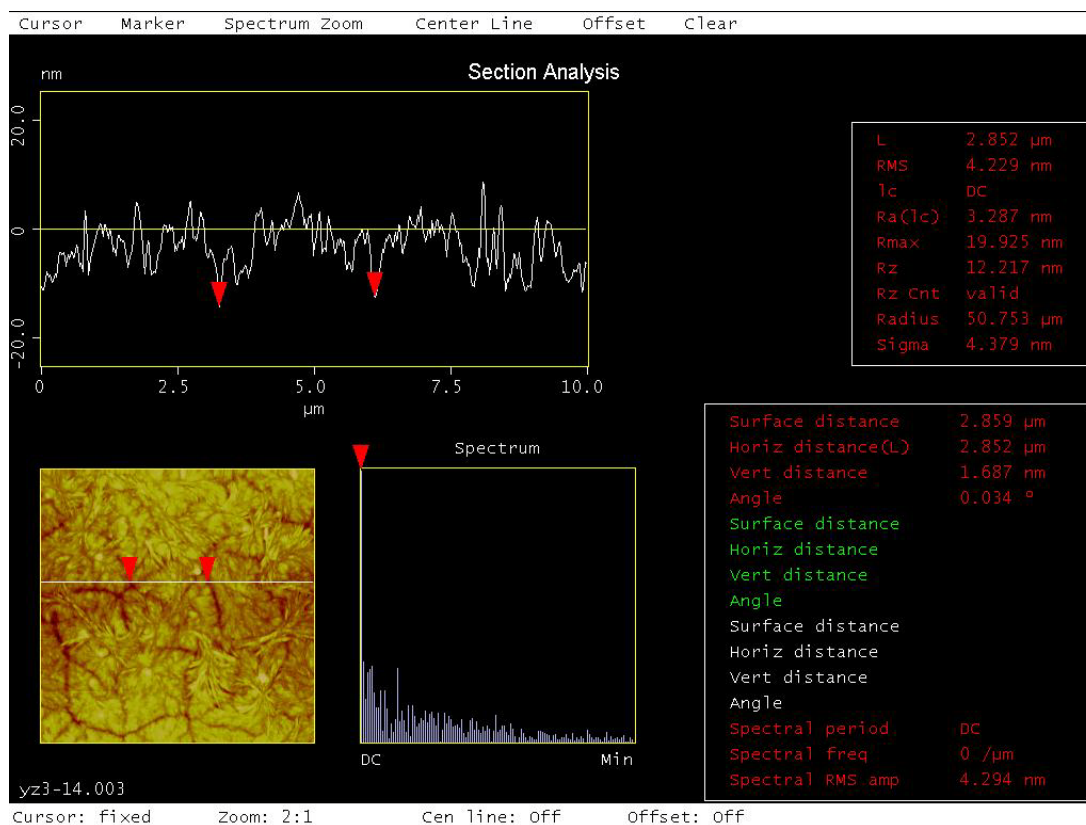 Cursor Marker Spectrum Zoom Center Line Offset Clear
nm
Section Analysis
20.0
0
-20.0
0 2.5 5.0 7.5 10.0
µm
L 2.852 µm
RMS 4.229 nm
lc DC
Ra(lc) 3.287 nm
Rmax 19.925 nm
Rz 12.217 nm
Rz Cnt valid
Radius 50.753 µm
Sigma 4.379 nm
Spectrum
DC Min
Surface distance 2.859 µm
Horiz distance(L) 2.852 µm
Vert distance 1.687 nm
Angle 0.034 °
Surface distance
Horiz distance
Vert distance
Angle
Surface distance
Horiz distance
Vert distance
Angle
Spectral period DC
Spectral freq 0 /µm
Spectral RMS amp 4.294 nm
yz3-14.003
Cursor: fixed Zoom: 2:1 Cen line: Off Offset: Off